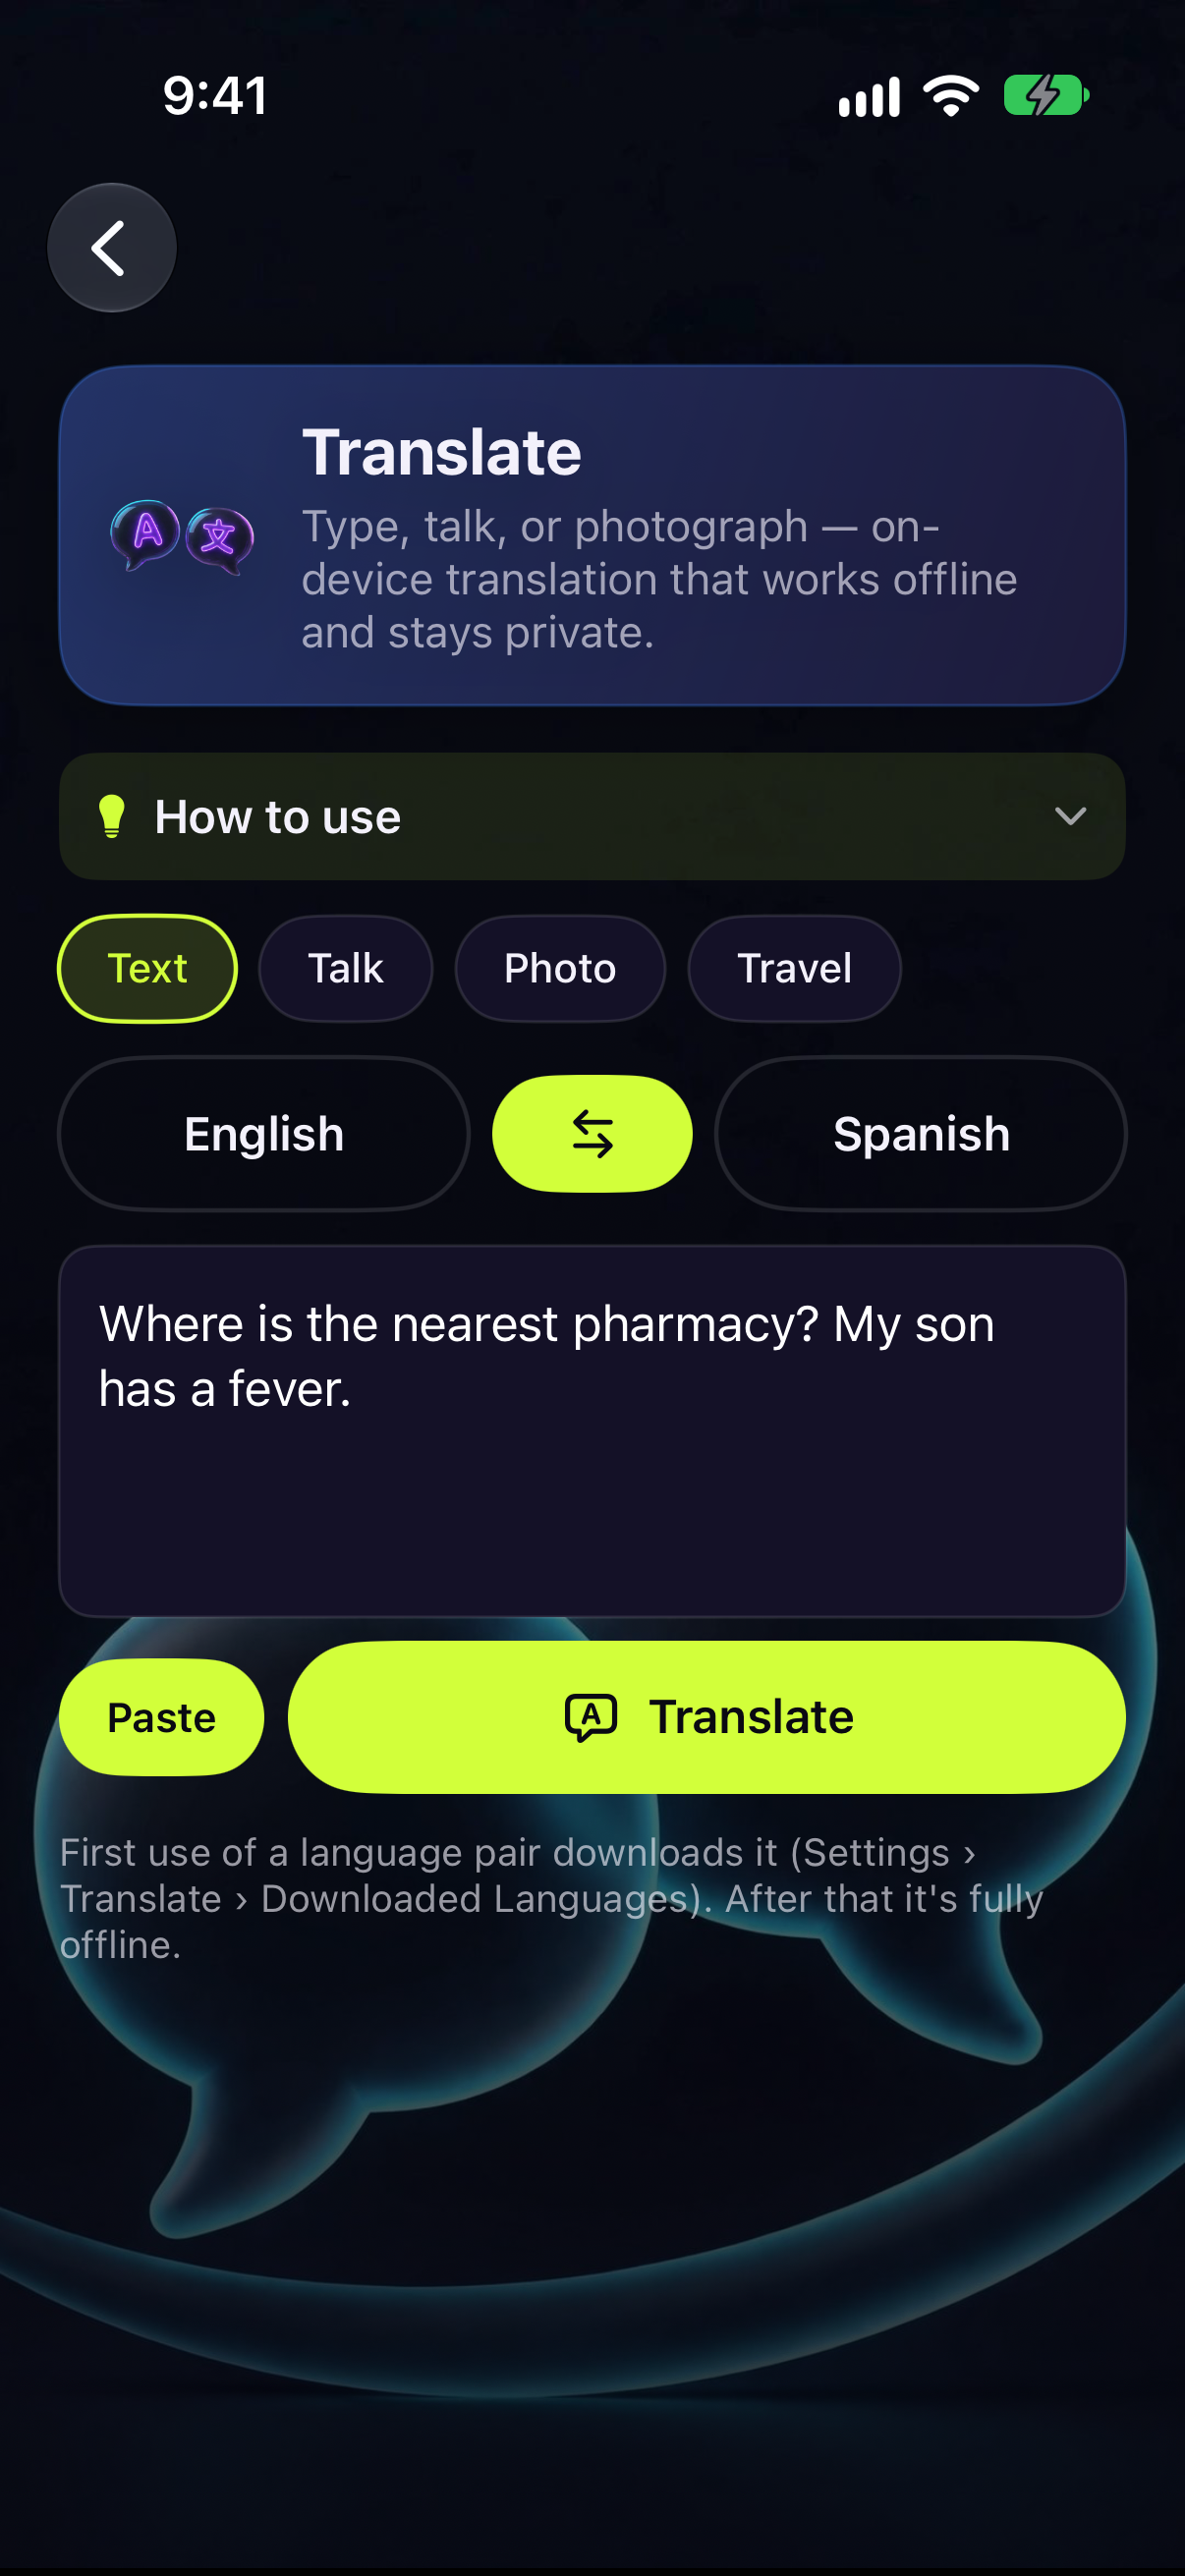 9:41
Translate
Type, talk, or photograph — on-
device translation that works offline
and stays private.
How to use
Text Talk Photo Travel
English Spanish
Where is the nearest pharmacy? My son
has a fever.
Paste Translate
First use of a language pair downloads it (Settings ›
Translate › Downloaded Languages). After that it's fully
offline.